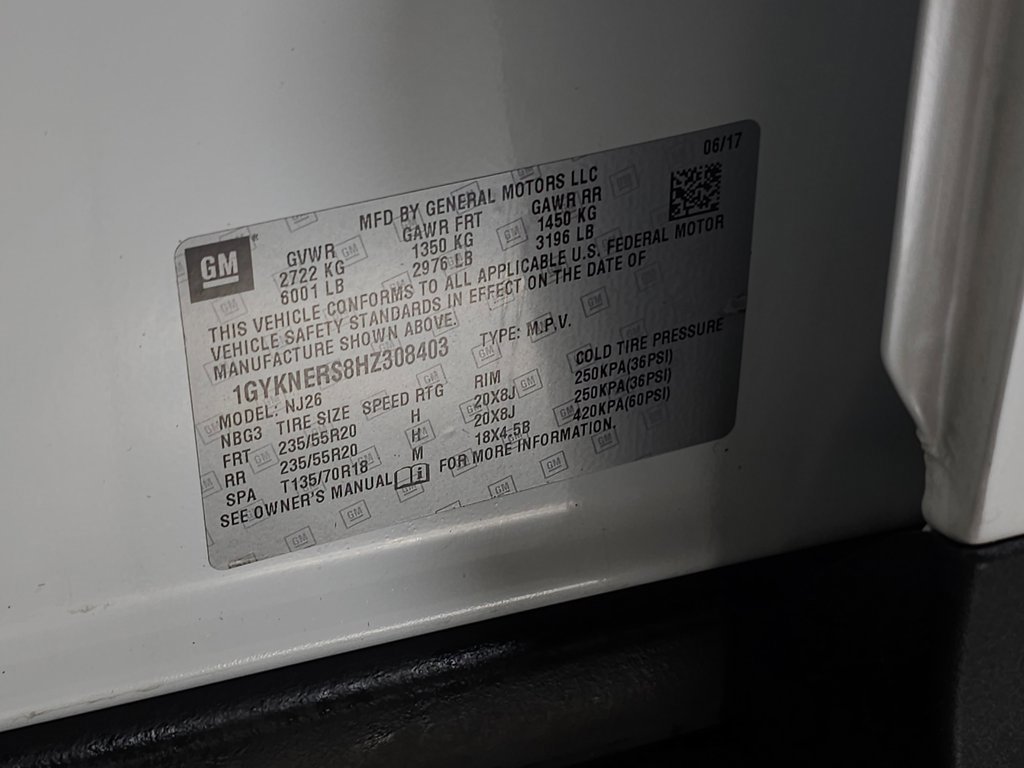 06/17
MFD BY GENERAL MOTORS LLC
GM
GVWR GAWR FRT GAWR RR
2722 KG 1350 KG 1450 KG
6001 LB 2976 LB 3196 LB
THIS VEHICLE CONFORMS TO ALL APPLICABLE U.S. FEDERAL MOTOR
VEHICLE SAFETY STANDARDS IN EFFECT ON THE DATE OF
MANUFACTURE SHOWN ABOVE.
1GYKNERS8HZ308403 TYPE: M.P.V.
MODEL: NJ26
NBG3 TIRE SIZE SPEED RTG RIM COLD TIRE PRESSURE
FRT 235/55R20 H 20X8J 250KPA(36PSI)
RR 235/55R20 H 20X8J 250KPA(36PSI)
SPA T135/70R18 M 18X4.5B 420KPA(60PSI)
SEE OWNER'S MANUAL FOR MORE INFORMATION.